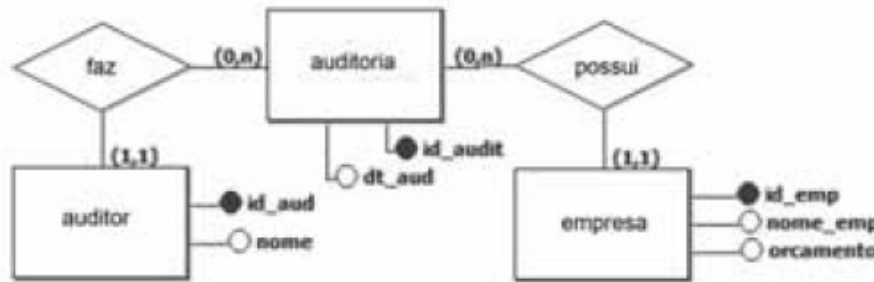 faz
(0,n)
auditoria
(0,n)
possui
id_audit
dt_aud
(1,1)
(1,1)
auditor
id_aud
nome
empresa
id_emp
nome_emp
orcamento